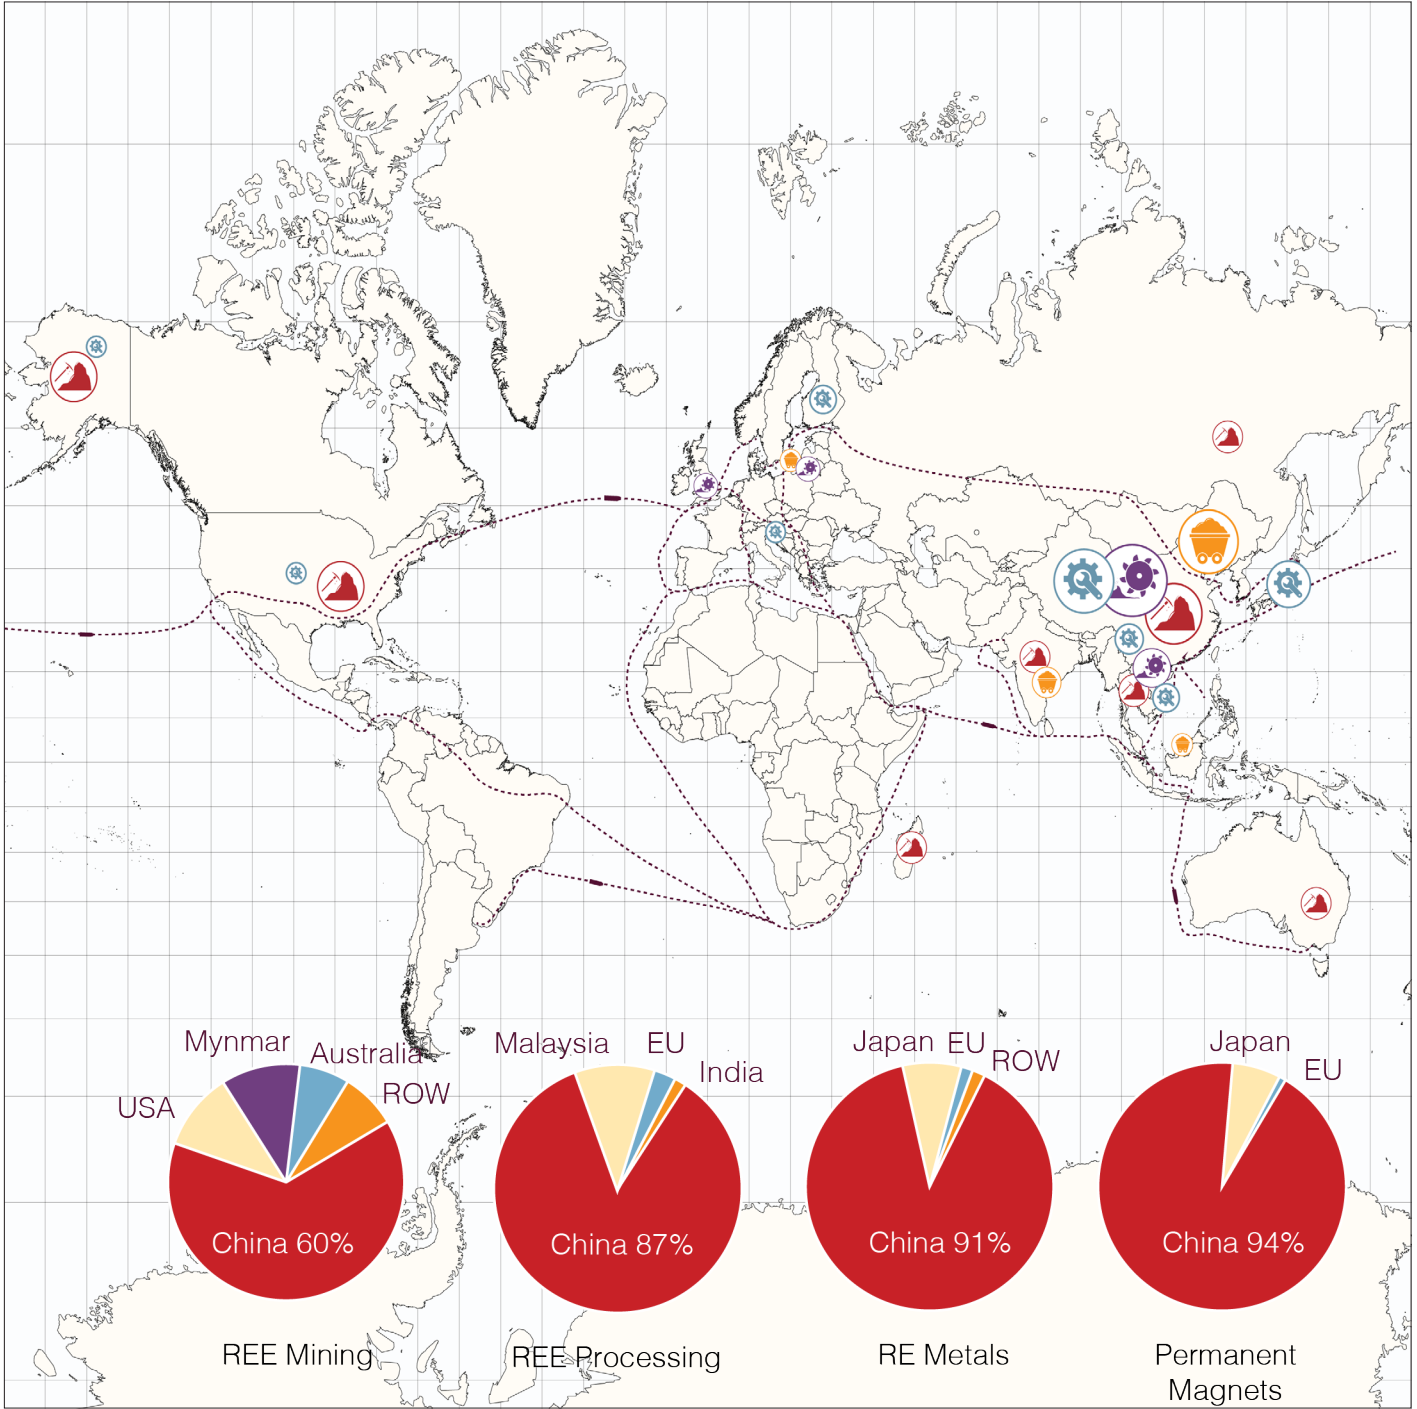 Mynmar
Australia
USA
ROW
China 60%
REE Mining
Malaysia
EU
India
China 87%
REE Processing
Japan
EU
ROW
China 91%
RE Metals
Japan
EU
China 94%
Permanent
Magnets